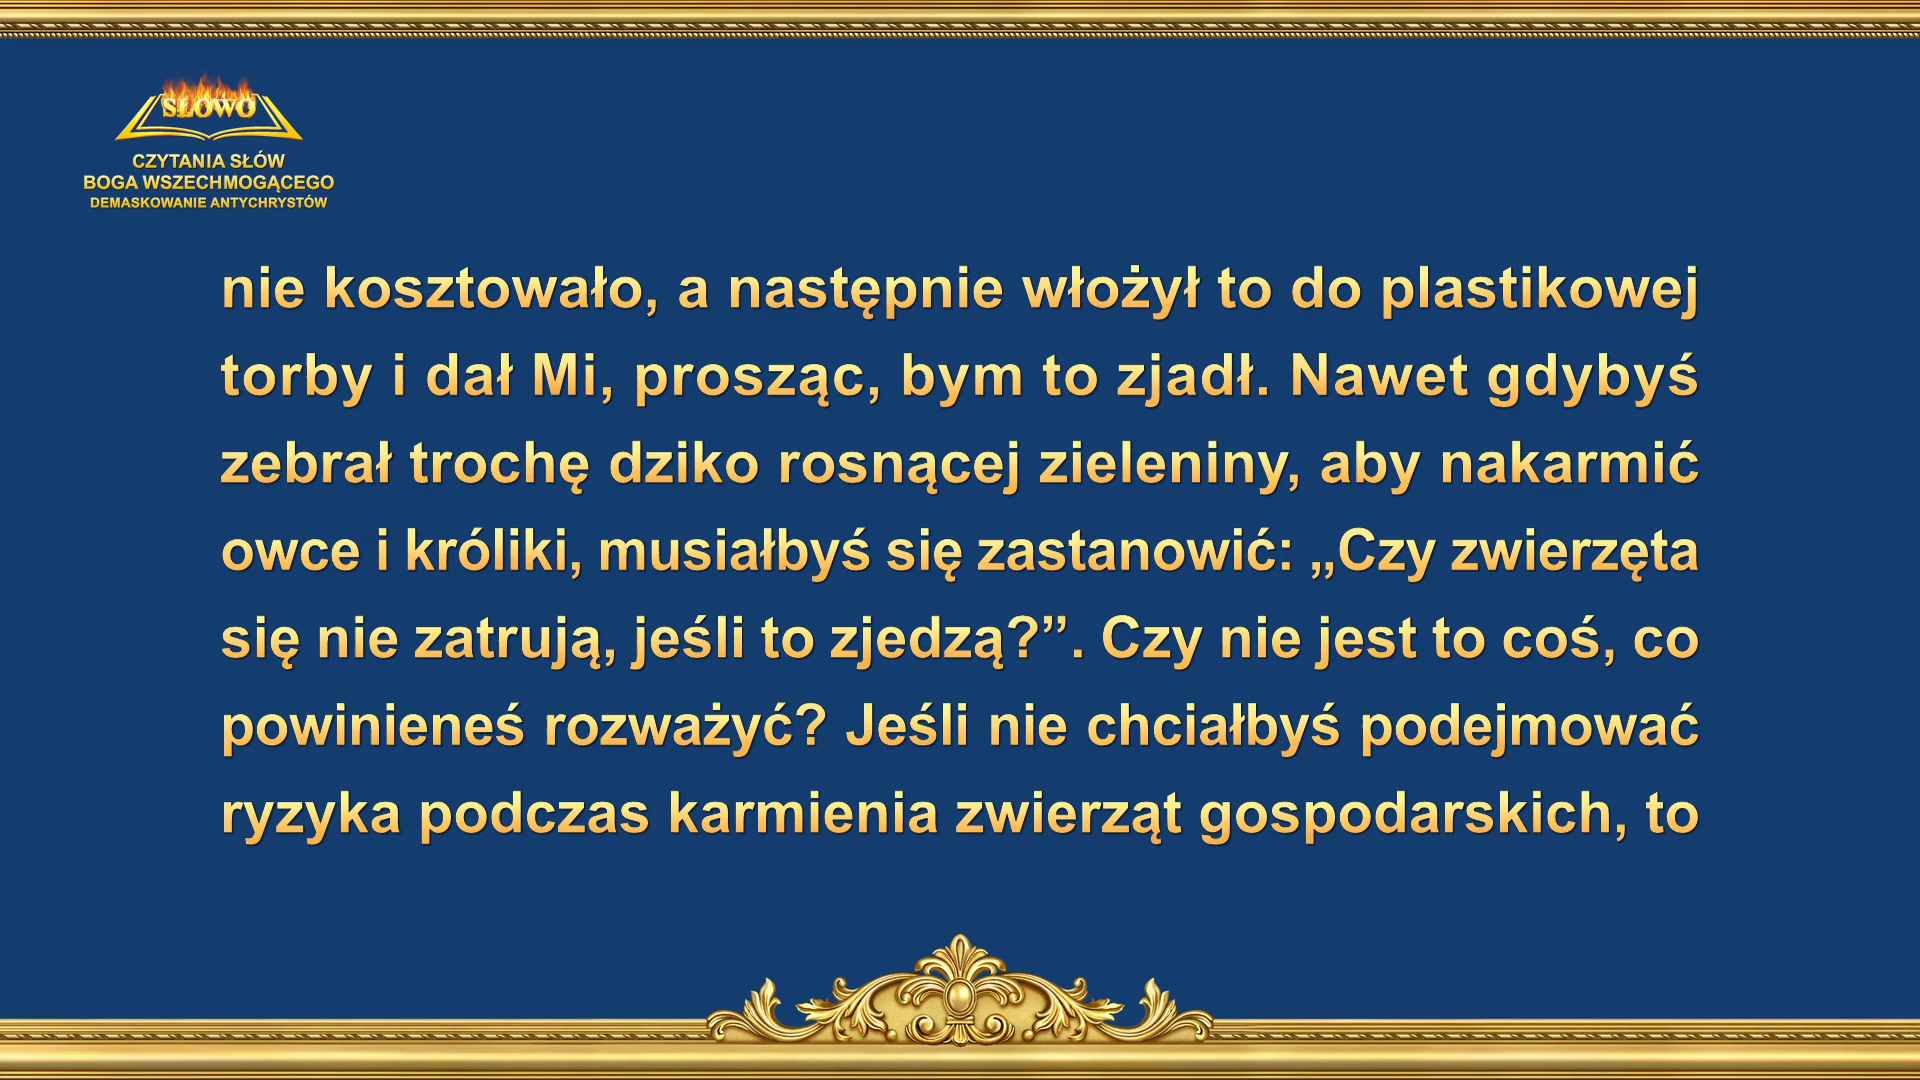 SŁOWO
CZYTANIA SŁÓW
BOGA WSZECHMOGĄCEGO
DEMASKOWANIE ANTYCHRYSTÓW
nie kosztowało, a następnie włożył to do plastikowej
torby i dał Mi, prosząc, bym to zjadł. Nawet gdybyś
zebrał trochę dziko rosnącej zieleniny, aby nakarmić
owce i króliki, musiałbyś się zastanowić: „Czy zwierzęta
się nie zatrują, jeśli to zjedzą?”. Czy nie jest to coś, co
powinieneś rozważyć? Jeśli nie chciałbyś podejmować
ryzyka podczas karmienia zwierząt gospodarskich, to